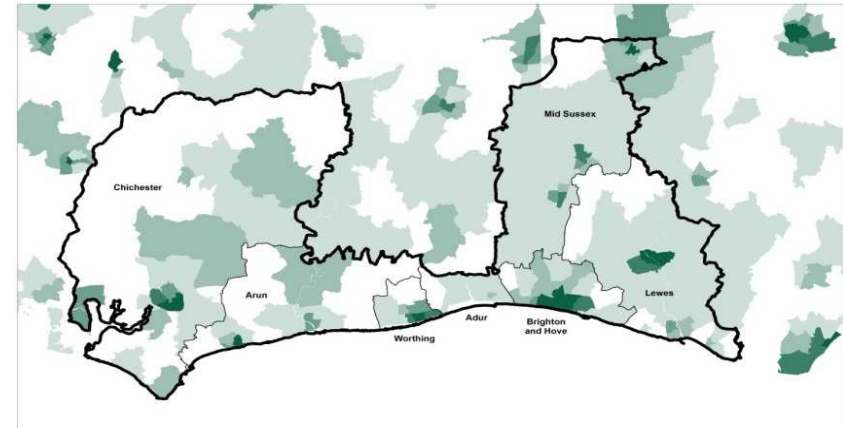 Mid Sussex
Chichester
Arun
Lewes
Adur
Worthing
Brighton
and Hove